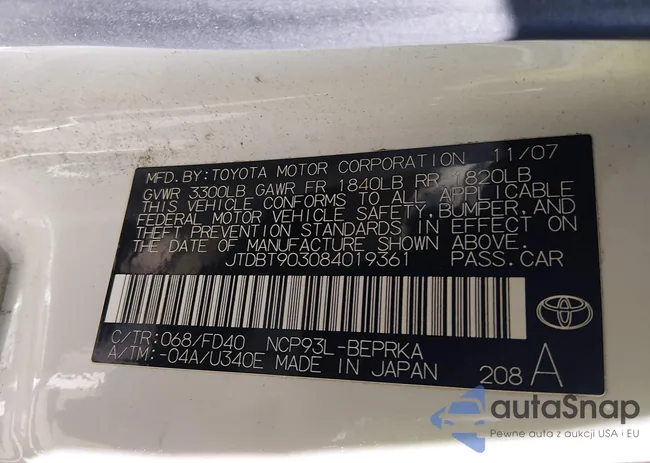 MFD.BY: TOYOTA MOTOR CORPORATION 11/07
GVWR 3300LB GAWR FR 1840LB RR 1820LB
THIS VEHICLE CONFORMS TO ALL APPLICABLE
FEDERAL MOTOR VEHICLE SAFETY, BUMPER, AND
THEFT PREVENTION STANDARDS IN EFFECT ON
THE DATE OF MANUFACTURE SHOWN ABOVE.
JTDBT903084019361 PASS.CAR
C/TR: 068/FD40 NCP93L-BEPRKA
A/TM: -04A/U340E MADE IN JAPAN 208 A
autaSnap
Pewne auta z aukcji USA i EU